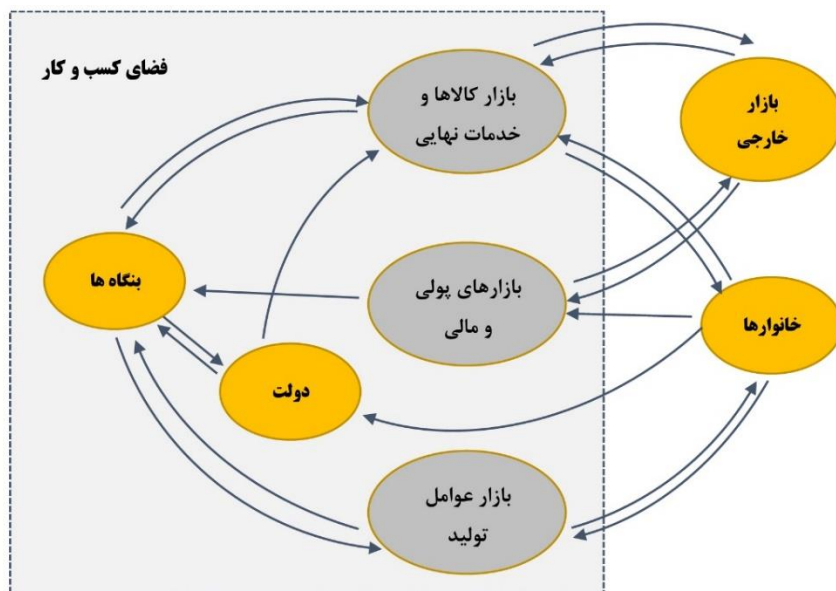 فضای کسب و کار
بازار کالاها و
خدمات نهایی
بازار
خارجی
بنگاه ها
بازارهای پولی
و مالی
خانوارها
دولت
بازار عوامل
تولید